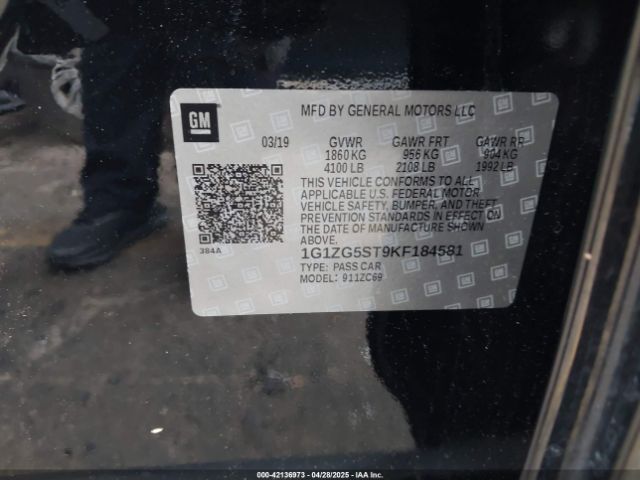 GM
MFD BY GENERAL MOTORS LLC
03/19 GVWR GAWR FRT GAWR RR
1860 KG 956 KG 904 KG
4100 LB 2108 LB 1992 LB
THIS VEHICLE CONFORMS TO ALL
APPLICABLE U.S. FEDERAL MOTOR
VEHICLE SAFETY, BUMPER, AND THEFT
PREVENTION STANDARDS IN EFFECT ON
THE DATE OF MANUFACTURE SHOWN
ABOVE.
384A
1G1ZG5ST9KF184581
TYPE: PASS CAR
MODEL: 911ZC69
000-42136973 | 04/28/2025 | IAAI, Inc.